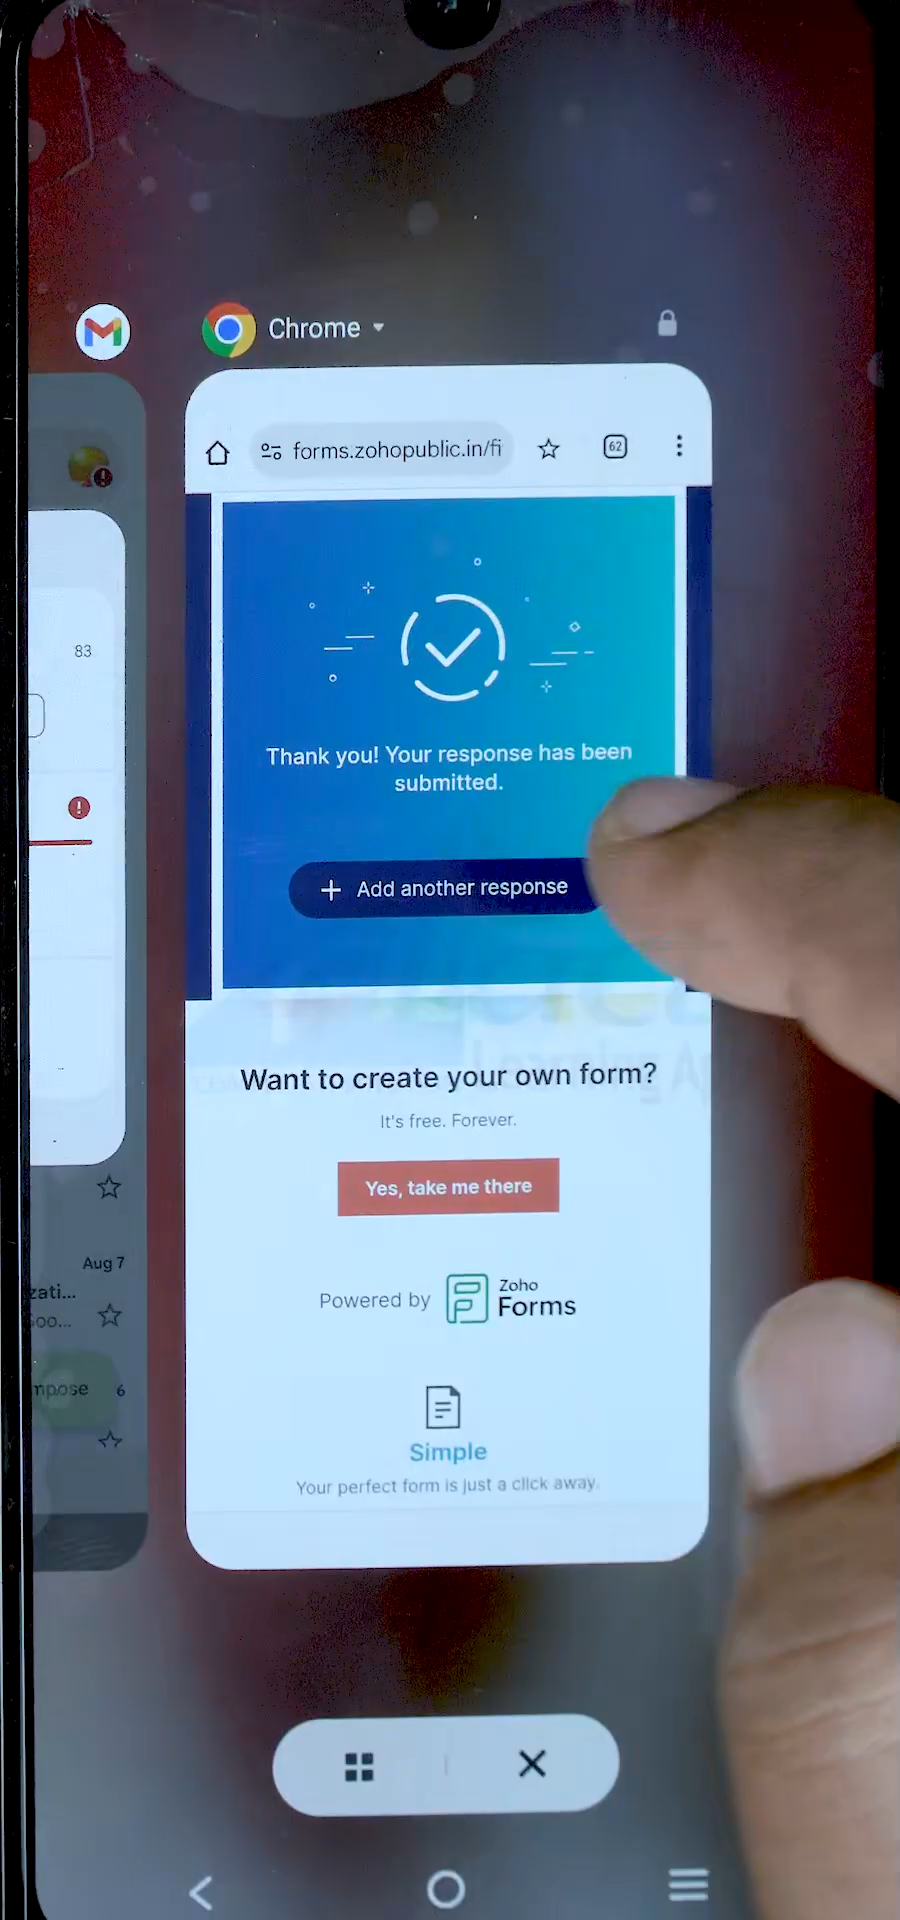 Chrome
forms.zohopublic.in/fi
62
83
Thank you! Your response has been
submitted.
+ Add another response
Want to create your own form?
It's free. Forever.
Yes, take me there
Powered by Zoho
Forms
Aug 7
zati...
6
Simple
Your perfect form is just a click away.